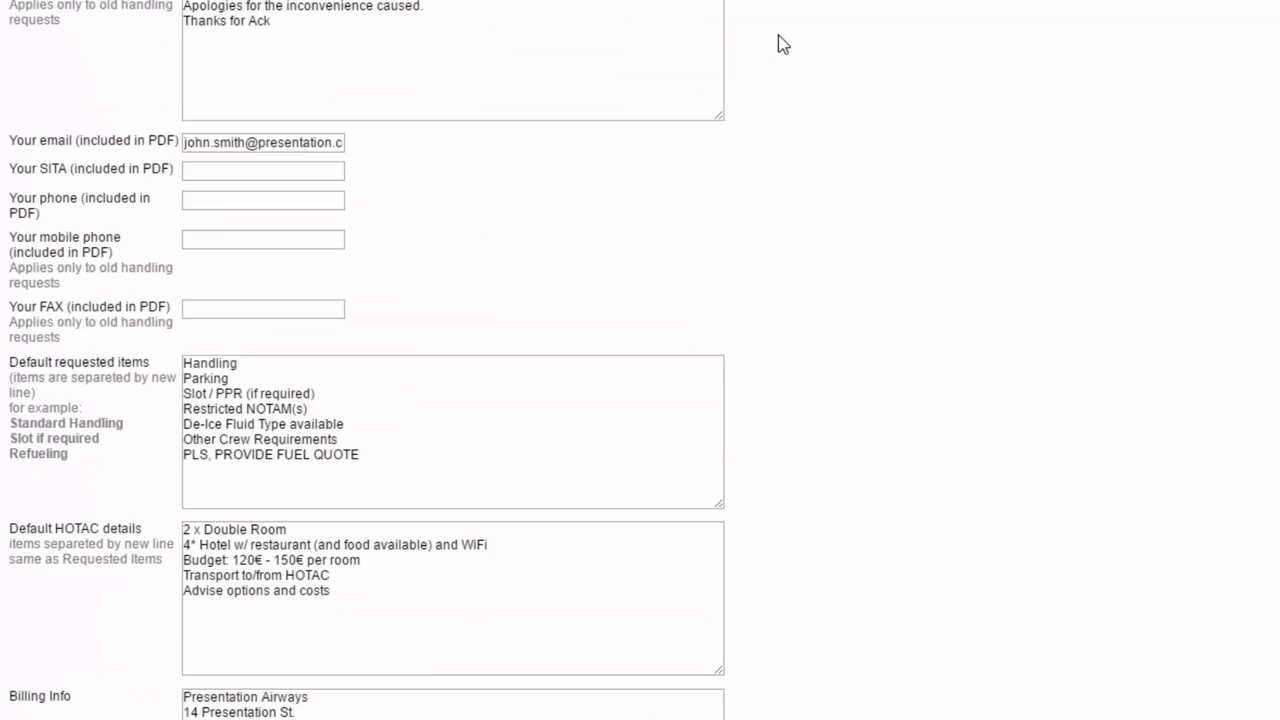 Applies only to old handling
requests
Apologies for the inconvenience caused.
Thanks for Ack
Your email (included in PDF)
john.smith@presentation.c
Your SITA (included in PDF)
Your phone (included in
PDF)
Your mobile phone
(included in PDF)
Applies only to old handling
requests
Your FAX (included in PDF)
Applies only to old handling
requests
Default requested items
(items are separeted by new
line)
for example:
Standard Handling
Slot if required
Refueling
Handling
Parking
Slot / PPR (if required)
Restricted NOTAM(s)
De-Ice Fluid Type available
Other Crew Requirements
PLS, PROVIDE FUEL QUOTE
Default HOTAC details
items separeted by new line
same as Requested Items
2 x Double Room
4* Hotel w/ restaurant (and food available) and WiFi
Budget: 120€ - 150€ per room
Transport to/from HOTAC
Advise options and costs
Billing Info
Presentation Airways
14 Presentation St.